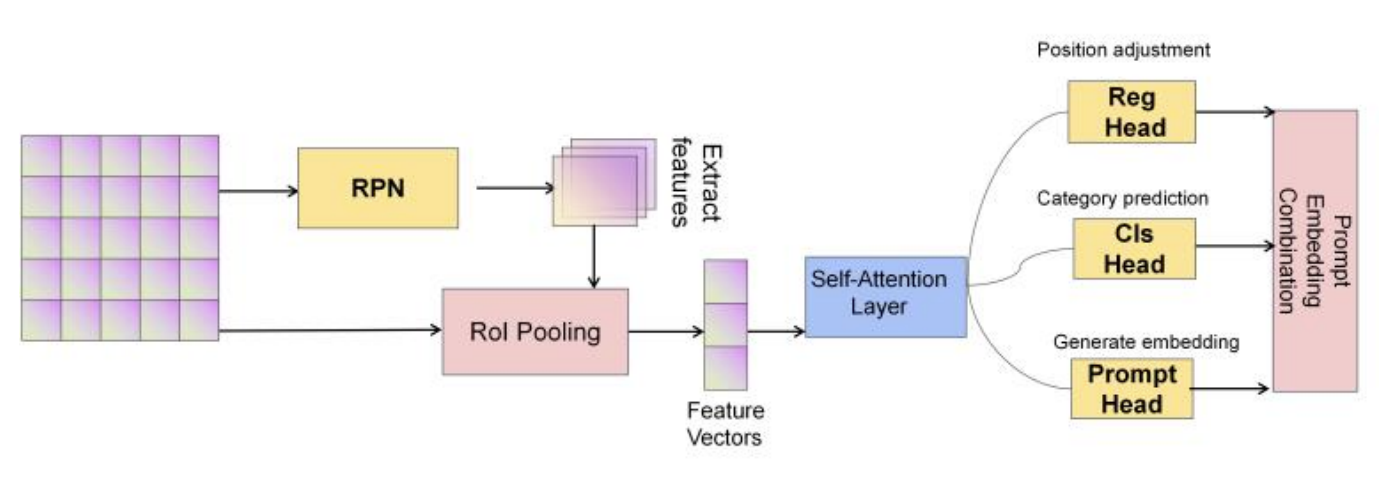 Position adjustment
Reg
Head
RPN
Extract
features
Category prediction
Cls
Head
Self-Attention
Layer
RoI Pooling
Generate embedding
Prompt
Head
Feature
Vectors
Prompt
Embedding
Combination